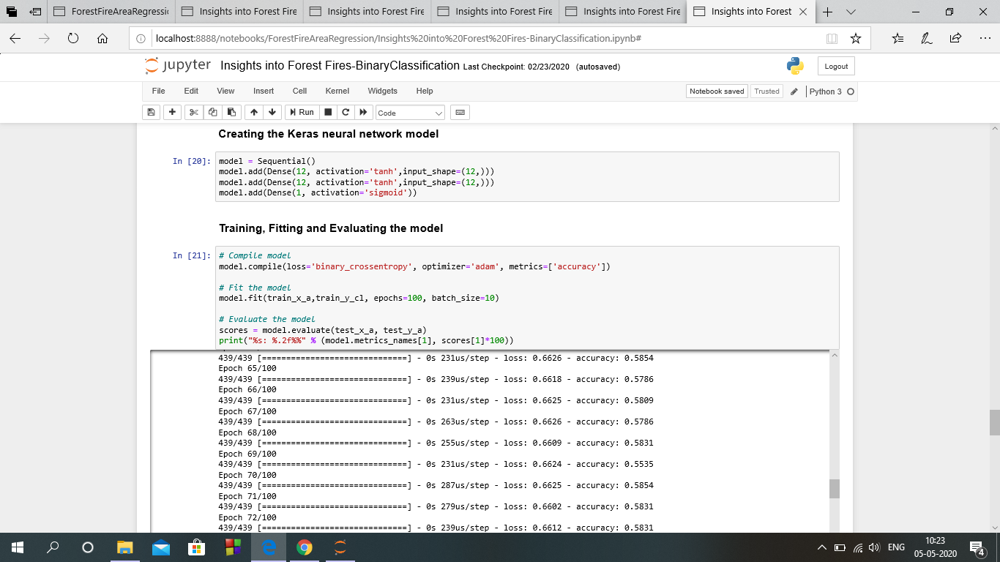 ForestFireAreaRegressi
Insights into Forest Fire
Insights into Forest Fire
Insights into Forest Fire
Insights into Forest Fire
Insights into Forest
localhost:8888/notebooks/ForestFireAreaRegression/Insights%20into%20Forest%20Fires-BinaryClassification.ipynb#
jupyter Insights into Forest Fires-BinaryClassification Last Checkpoint: 02/23/2020 (autosaved)
Logout
File Edit View Insert Cell Kernel Widgets Help
Notebook saved Trusted Python 3
Run Code
Creating the Keras neural network model
In [20]: model = Sequential()
model.add(Dense(12, activation='tanh',input_shape=(12,)))
model.add(Dense(12, activation='tanh',input_shape=(12,)))
model.add(Dense(1, activation='sigmoid'))
Training, Fitting and Evaluating the model
In [21]: # Compile model
model.compile(loss='binary_crossentropy', optimizer='adam', metrics=['accuracy'])
# Fit the model
model.fit(train_x_a,train_y_cl, epochs=100, batch_size=10)
# Evaluate the model
scores = model.evaluate(test_x_a, test_y_a)
print("%s: %.2f%%" % (model.metrics_names[1], scores[1]*100))
439/439 [==============================] - 0s 231us/step - loss: 0.6626 - accuracy: 0.5854
Epoch 65/100
439/439 [==============================] - 0s 239us/step - loss: 0.6618 - accuracy: 0.5786
Epoch 66/100
439/439 [==============================] - 0s 231us/step - loss: 0.6625 - accuracy: 0.5809
Epoch 67/100
439/439 [==============================] - 0s 263us/step - loss: 0.6626 - accuracy: 0.5786
Epoch 68/100
439/439 [==============================] - 0s 255us/step - loss: 0.6609 - accuracy: 0.5831
Epoch 69/100
439/439 [==============================] - 0s 231us/step - loss: 0.6624 - accuracy: 0.5535
Epoch 70/100
439/439 [==============================] - 0s 287us/step - loss: 0.6625 - accuracy: 0.5854
Epoch 71/100
439/439 [==============================] - 0s 279us/step - loss: 0.6602 - accuracy: 0.5831
Epoch 72/100
439/439 [==============================] - 0s 239us/step - loss: 0.6612 - accuracy: 0.5831
ENG
10:23
05-05-2020
4